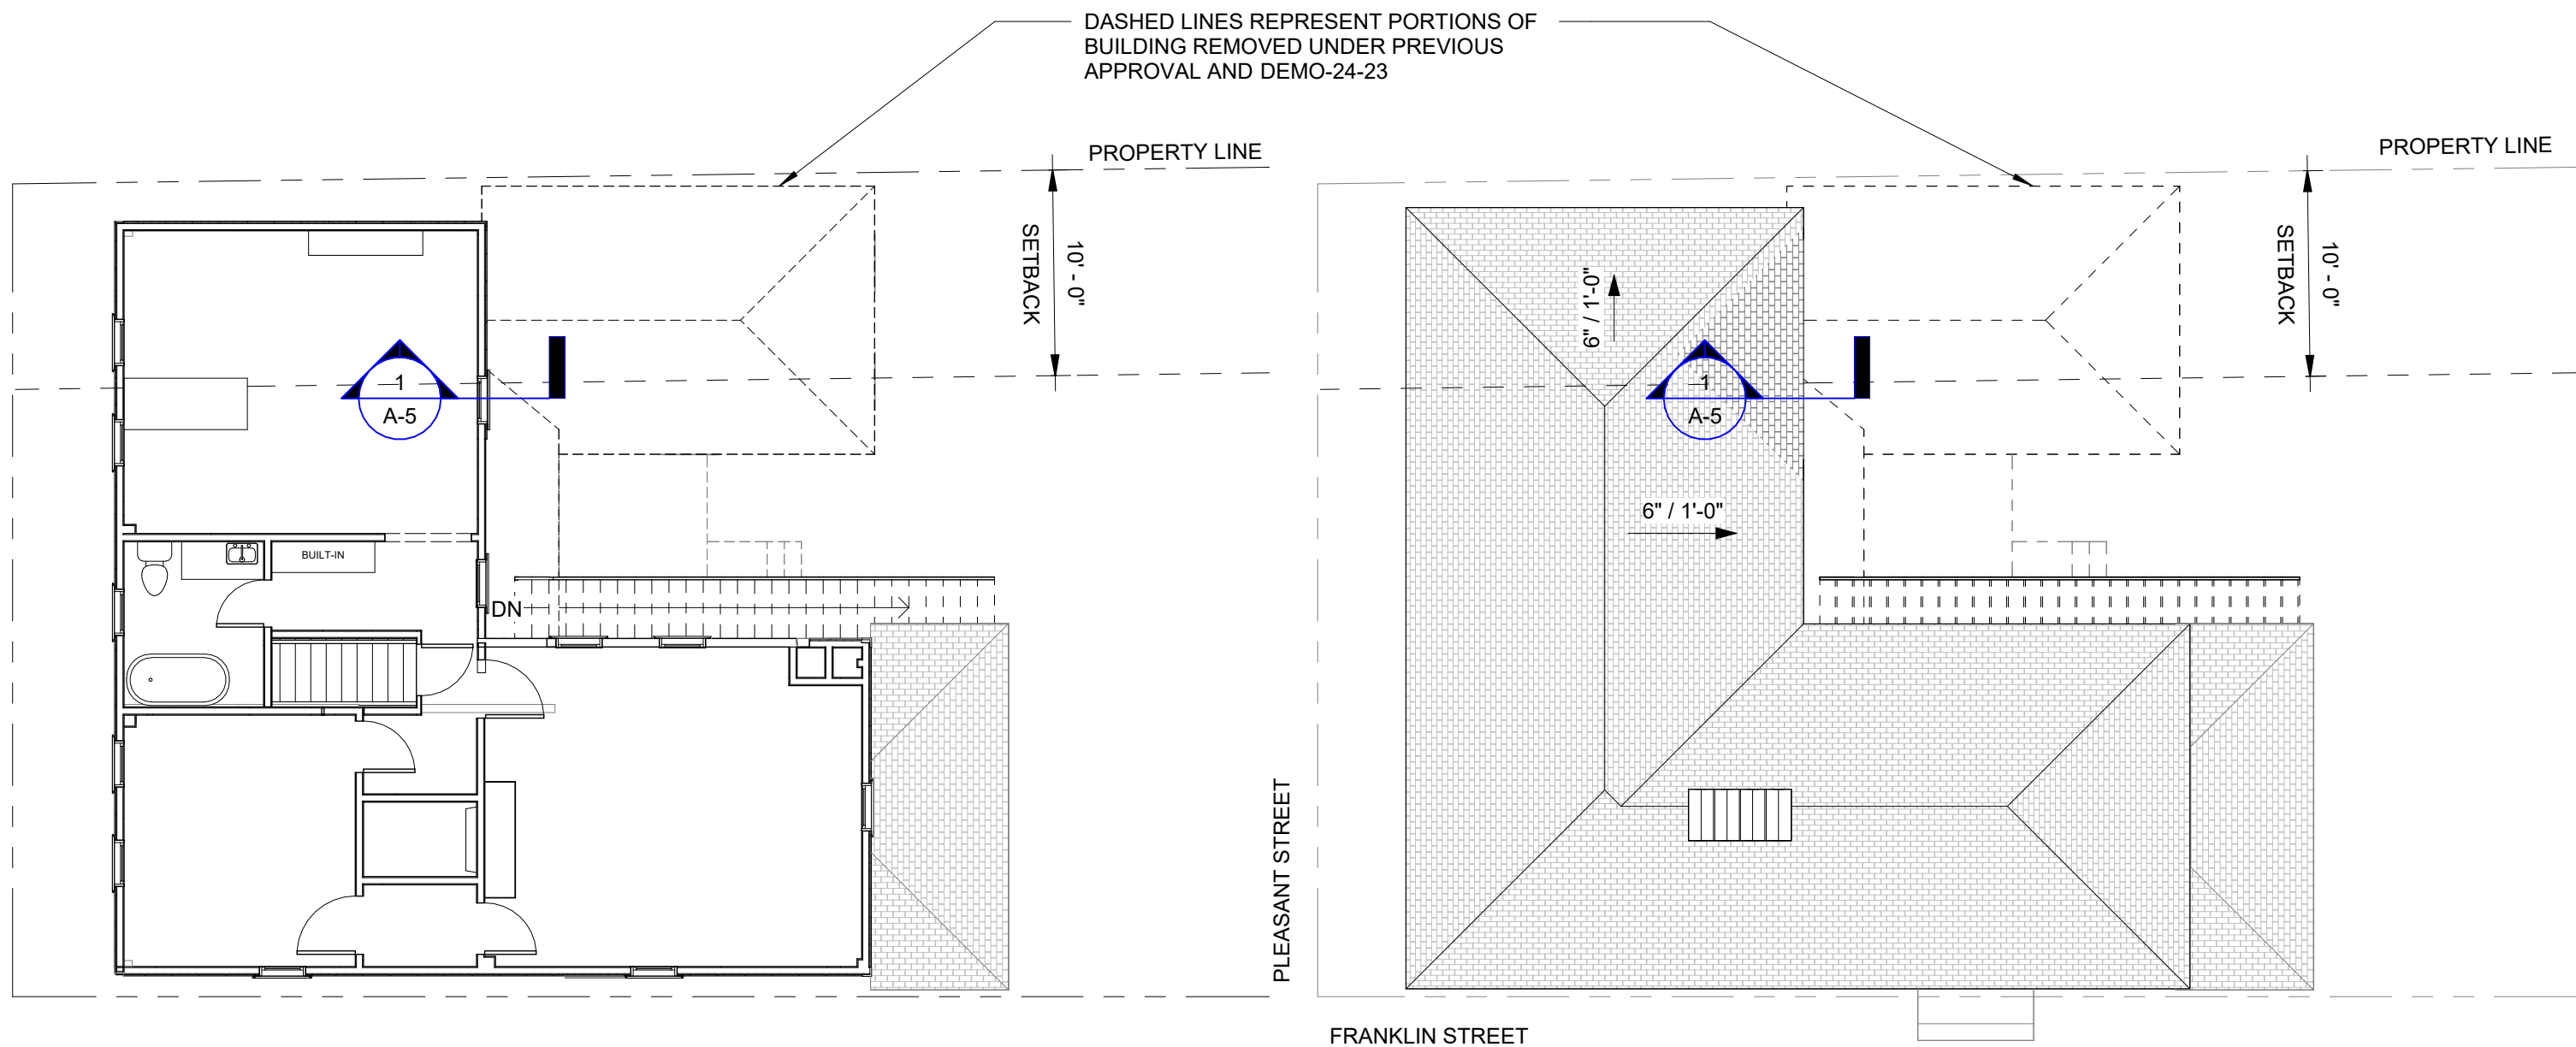 DASHED LINES REPRESENT PORTIONS OF
BUILDING REMOVED UNDER PREVIOUS
APPROVAL AND DEMO-24-23
PROPERTY LINE
SETBACK
10' - 0"
1
A-5
BUILT-IN
DN
PROPERTY LINE
SETBACK
10' - 0"
6" / 1'-0"
1
A-5
6" / 1'-0"
PLEASANT STREET
FRANKLIN STREET